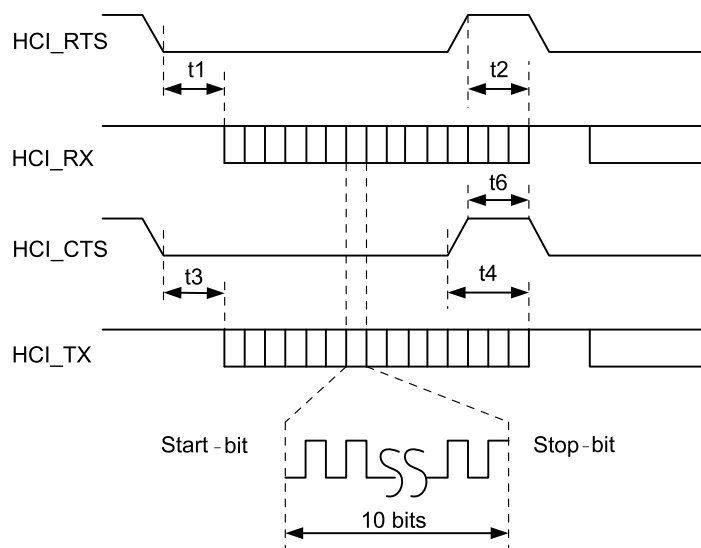 HCI_RTS
t1
t2
HCI_RX
t6
HCI_CTS
t3
t4
HCI_TX
Start-bit
Stop-bit
10 bits